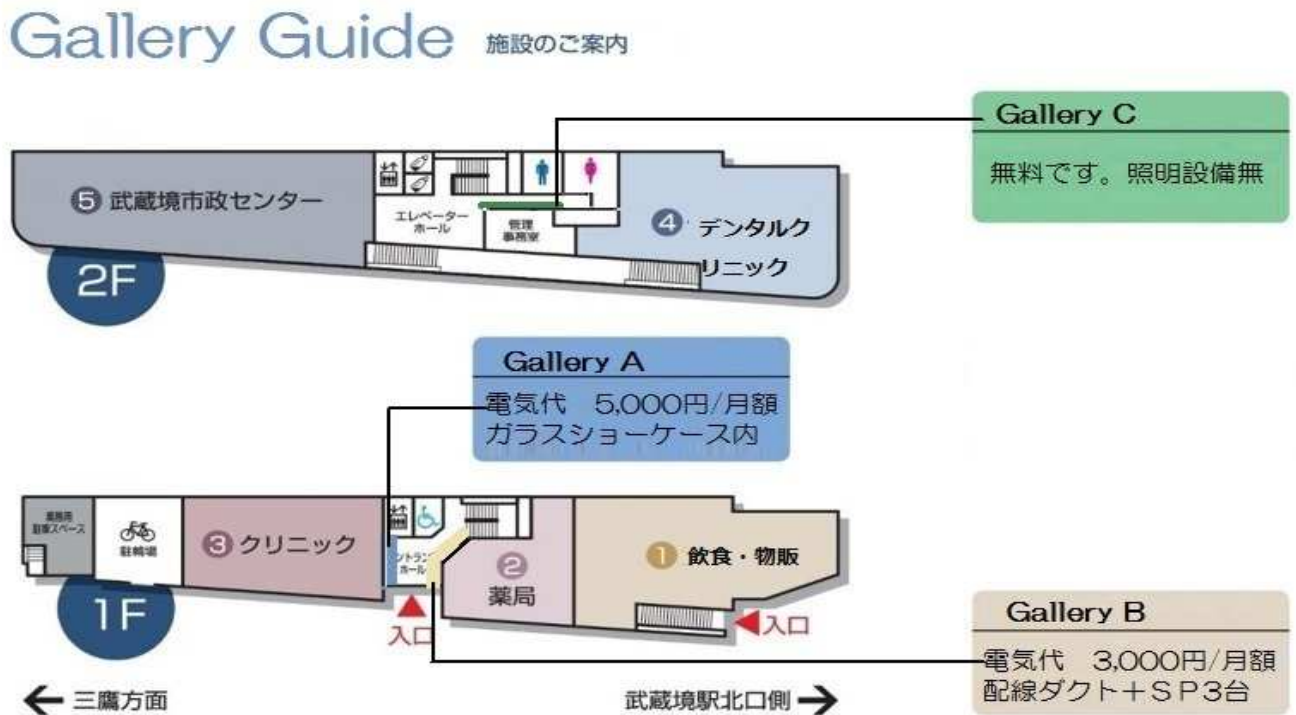 Gallery Guide 施設のご案内
Gallery C
無料です。照明設備無
5 武蔵境市政センター
エレベーター
ホール
管理
事務室
4 デンタルク
リニック
2F
Gallery A
電気代 5,000円/月額
ガラスショーケース内
駐車スペース
駐輪場
3 クリニック
ントラン
ホール
2
薬局
1 飲食・物販
1F
入口
入口
Gallery B
電気代 3,000円/月額
配線ダクト+SP3台
← 三鷹方面
武蔵境駅北口側 →